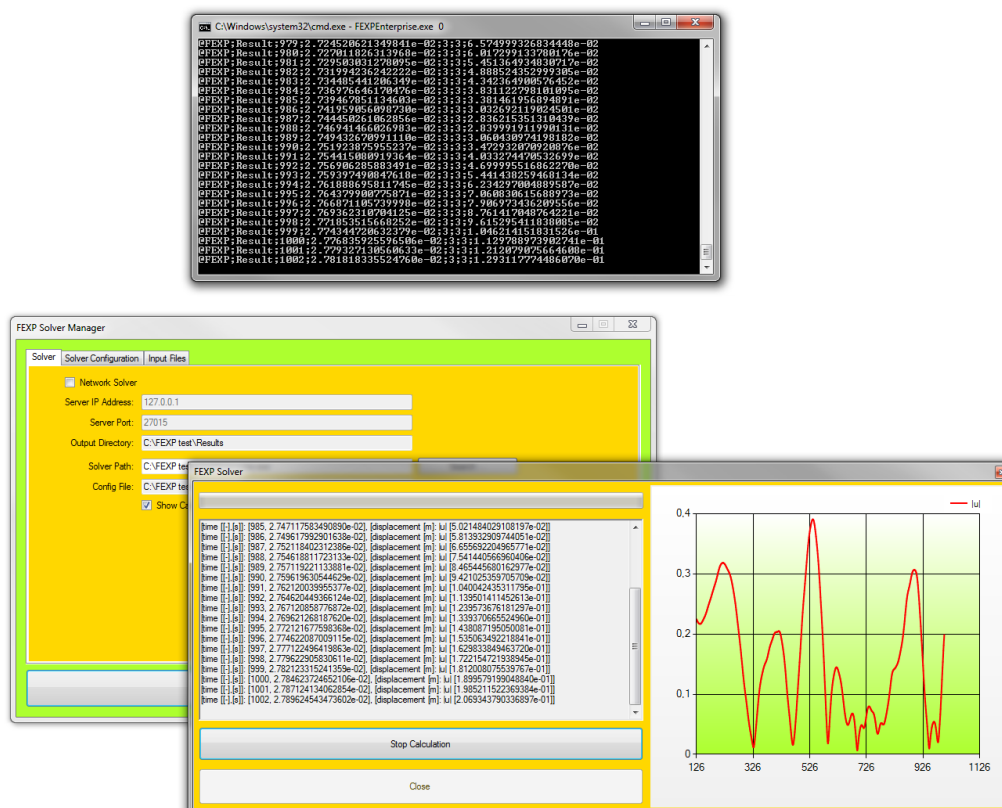 C:\Windows\system32\cmd.exe - FEXPEnterprise.exe 0
@FEXP;Result;979;2.724520621349841e-02;3;3;6.574999326834448e-02
@FEXP;Result;980;2.727011826313968e-02;3;3;6.017299133780176e-02
@FEXP;Result;981;2.729503031278095e-02;3;3;5.451364934830717e-02
@FEXP;Result;982;2.731994236242222e-02;3;3;4.888524352999305e-02
@FEXP;Result;983;2.734485441206349e-02;3;3;4.342364900576452e-02
@FEXP;Result;984;2.736976646170476e-02;3;3;3.831122798101095e-02
@FEXP;Result;985;2.739467851134603e-02;3;3;3.381461956894891e-02
@FEXP;Result;986;2.741959056098730e-02;3;3;3.032692119024501e-02
@FEXP;Result;987;2.744450261062856e-02;3;3;2.836215351310439e-02
@FEXP;Result;988;2.746941466026983e-02;3;3;2.839991911990131e-02
@FEXP;Result;989;2.749432670991110e-02;3;3;3.060430974198182e-02
@FEXP;Result;990;2.751923875955237e-02;3;3;3.472932070920876e-02
@FEXP;Result;991;2.754415080919364e-02;3;3;4.033274470532699e-02
@FEXP;Result;992;2.756906285883491e-02;3;3;4.699995516862270e-02
@FEXP;Result;993;2.759397490847618e-02;3;3;5.441438259468134e-02
@FEXP;Result;994;2.761888695811745e-02;3;3;6.234297004889587e-02
@FEXP;Result;995;2.764379900775871e-02;3;3;7.060830615688973e-02
@FEXP;Result;996;2.766871105739998e-02;3;3;7.906973436209556e-02
@FEXP;Result;997;2.769362310704125e-02;3;3;8.761417048764221e-02
@FEXP;Result;998;2.771853515668252e-02;3;3;9.615295411838085e-02
@FEXP;Result;999;2.774344720632379e-02;3;3;1.046214151831526e-01
@FEXP;Result;1000;2.776835925596506e-02;3;3;1.129788973902741e-01
@FEXP;Result;1001;2.779327130560633e-02;3;3;1.212079075664608e-01
@FEXP;Result;1002;2.781818335524760e-02;3;3;1.293117774486070e-01
FEXP Solver Manager
Solver Solver Configuration Input Files
Network Solver
Server IP Address: 127.0.0.1
Server Port: 27015
Output Directory: C:\FEXP test\Results
Solver Path: C:\FEXP
Config File: C:\FEXP
Show
FEXP Solver
[time [[-],[s]]: [985, 2.747117583490890e-02], [displacement [m]: |u| [5.021484029108197e-02]]
[time [[-],[s]]: [986, 2.749617992901638e-02], [displacement [m]: |u| [5.813932909744051e-02]]
[time [[-],[s]]: [987, 2.752118402312386e-02], [displacement [m]: |u| [6.655692204965771e-02]]
[time [[-],[s]]: [988, 2.754618811723133e-02], [displacement [m]: |u| [7.541440566960406e-02]]
[time [[-],[s]]: [989, 2.757119221133881e-02], [displacement [m]: |u| [8.465445680162977e-02]]
[time [[-],[s]]: [990, 2.759619630544629e-02], [displacement [m]: |u| [9.421025359705709e-02]]
[time [[-],[s]]: [991, 2.762120039955377e-02], [displacement [m]: |u| [1.040042435311795e-01]]
[time [[-],[s]]: [992, 2.764620449366124e-02], [displacement [m]: |u| [1.139501411452613e-01]]
[time [[-],[s]]: [993, 2.767120858776872e-02], [displacement [m]: |u| [1.239573676181297e-01]]
[time [[-],[s]]: [994, 2.769621268187620e-02], [displacement [m]: |u| [1.339370665524960e-01]]
[time [[-],[s]]: [995, 2.772121677598368e-02], [displacement [m]: |u| [1.438087195050081e-01]]
[time [[-],[s]]: [996, 2.774622087009115e-02], [displacement [m]: |u| [1.535063492218841e-01]]
[time [[-],[s]]: [997, 2.777122496419863e-02], [displacement [m]: |u| [1.629833849463720e-01]]
[time [[-],[s]]: [998, 2.779622905830611e-02], [displacement [m]: |u| [1.722154721938945e-01]]
[time [[-],[s]]: [999, 2.782123315241359e-02], [displacement [m]: |u| [1.812008075539767e-01]]
[time [[-],[s]]: [1000, 2.784623724652106e-02], [displacement [m]: |u| [1.899579199048840e-01]]
[time [[-],[s]]: [1001, 2.787124134062854e-02], [displacement [m]: |u| [1.985211522369384e-01]]
[time [[-],[s]]: [1002, 2.789624543473602e-02], [displacement [m]: |u| [2.069343790336897e-01]]
Stop Calculation
Close
|u|
0.4
0.3
0.2
0.1
0
126 326 526 726 926 1126